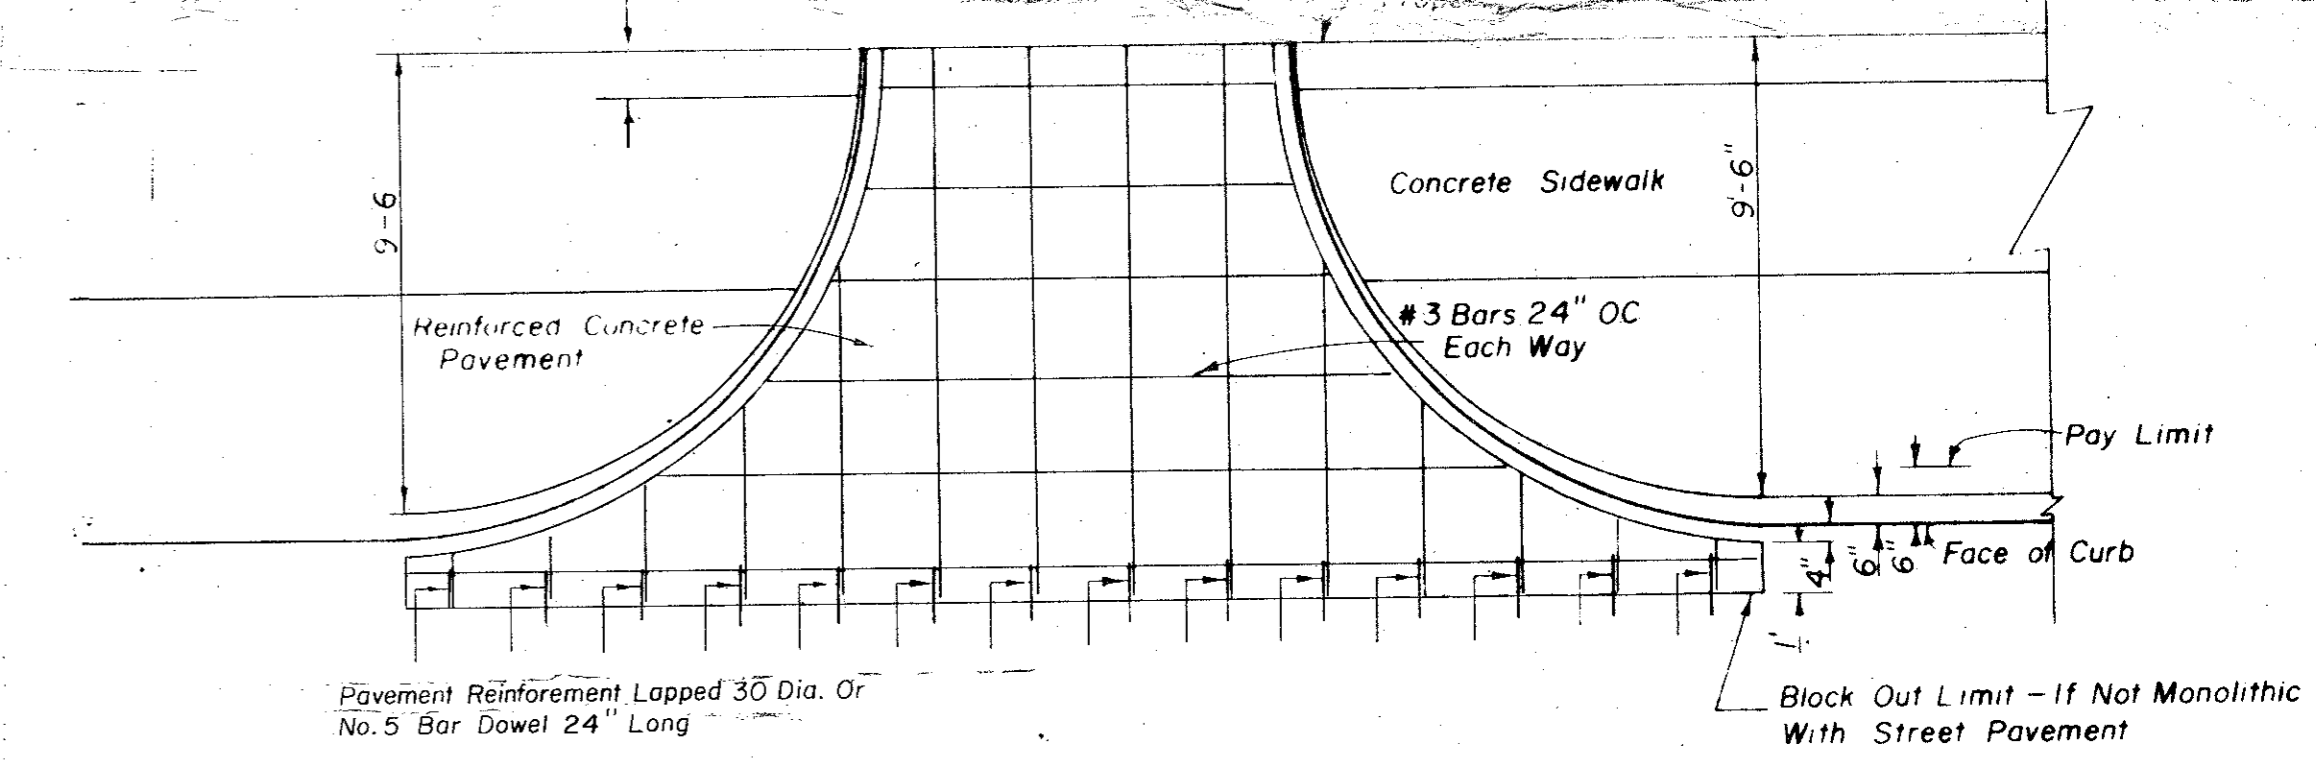 9-6
Concrete Sidewalk
9'-6"
Reinforced Concrete
Pavement
#3 Bars 24" OC
Each Way
Pay Limit
4"
6"
6"
Face of Curb
1'
Pavement Reinforement Lapped 30 Dia. Or
No. 5 Bar Dowel 24" Long
Block Out Limit - If Not Monolithic
With Street Pavement